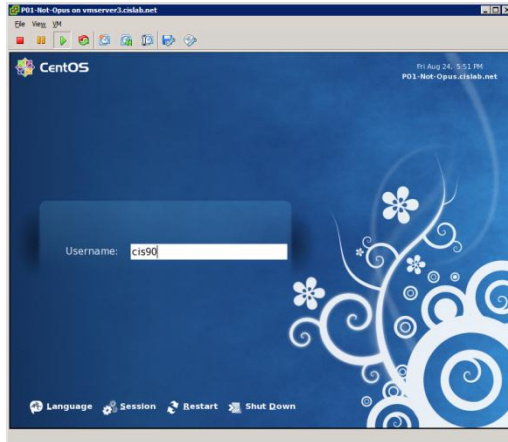 P01-Not-Opus on vmserver3.cislab.net
File View VM
CentOS
Fri Aug 24, 5:51 PM
P01-Not-Opus.cislab.net
Username: cis90
Language Session Restart Shut Down